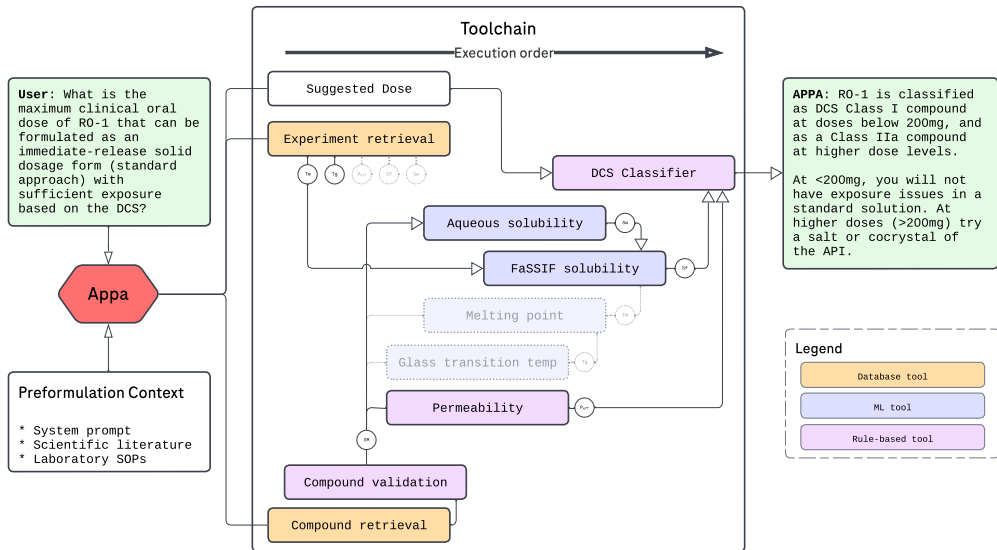 Toolchain
Execution order
User: What is the
maximum clinical oral
dose of RO-1 that can be
formulated as an
immediate-release solid
dosage form (standard
approach) with
sufficient exposure
based on the DCS?
Appa
Preformulation Context
* System prompt
* Scientific literature
* Laboratory SOPs
Suggested Dose
Experiment retrieval
Tm
Tg
Sf
Sw
DCS Classifier
Aqueous solubility
Sw
FaSSIF solubility
Sf
Melting point
Tm
Glass transition temp
Tg
Permeability
Papp
SM
Compound validation
Compound retrieval
APPA: RO-1 is classified
as DCS Class I compound
at doses below 200mg, and
as a Class IIa compound
at higher dose levels.
At <200mg, you will not
have exposure issues in a
standard solution. At
higher doses (>200mg) try
a salt or cocrystal of
the API.
Legend
Database tool
ML tool
Rule-based tool